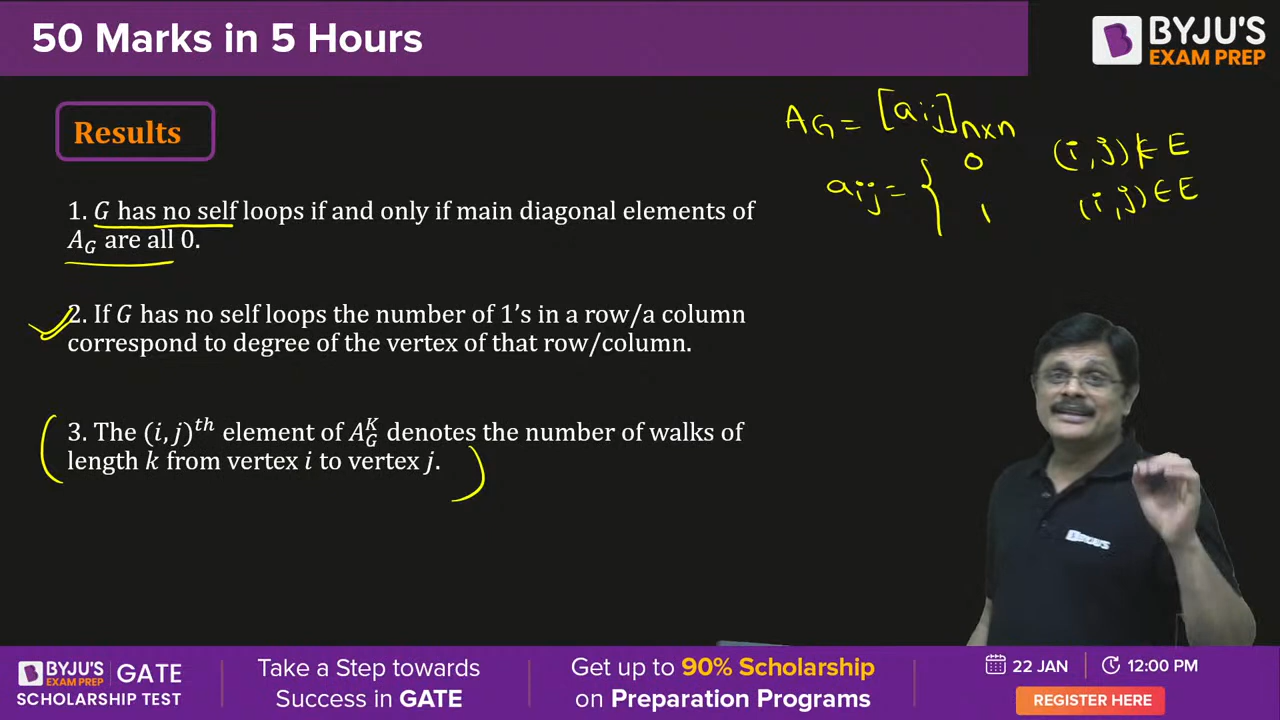 50 Marks in 5 Hours
BYJU'S
EXAM PREP
Results
A_G = [aij]n×n
aij = { 0 (i,j) ∉ E
1 (i,j) ∈ E
1. G has no self loops if and only if main diagonal elements of
A_G are all 0.
2. If G has no self loops the number of 1's in a row/a column
correspond to degree of the vertex of that row/column.
3. The (i, j)^th element of A_G^K denotes the number of walks of
length k from vertex i to vertex j.
BYJU'S
BYJU'S
EXAM PREP
GATE
SCHOLARSHIP TEST
Take a Step towards
Success in GATE
Get up to 90% Scholarship
on Preparation Programs
22 JAN
12:00 PM
REGISTER HERE